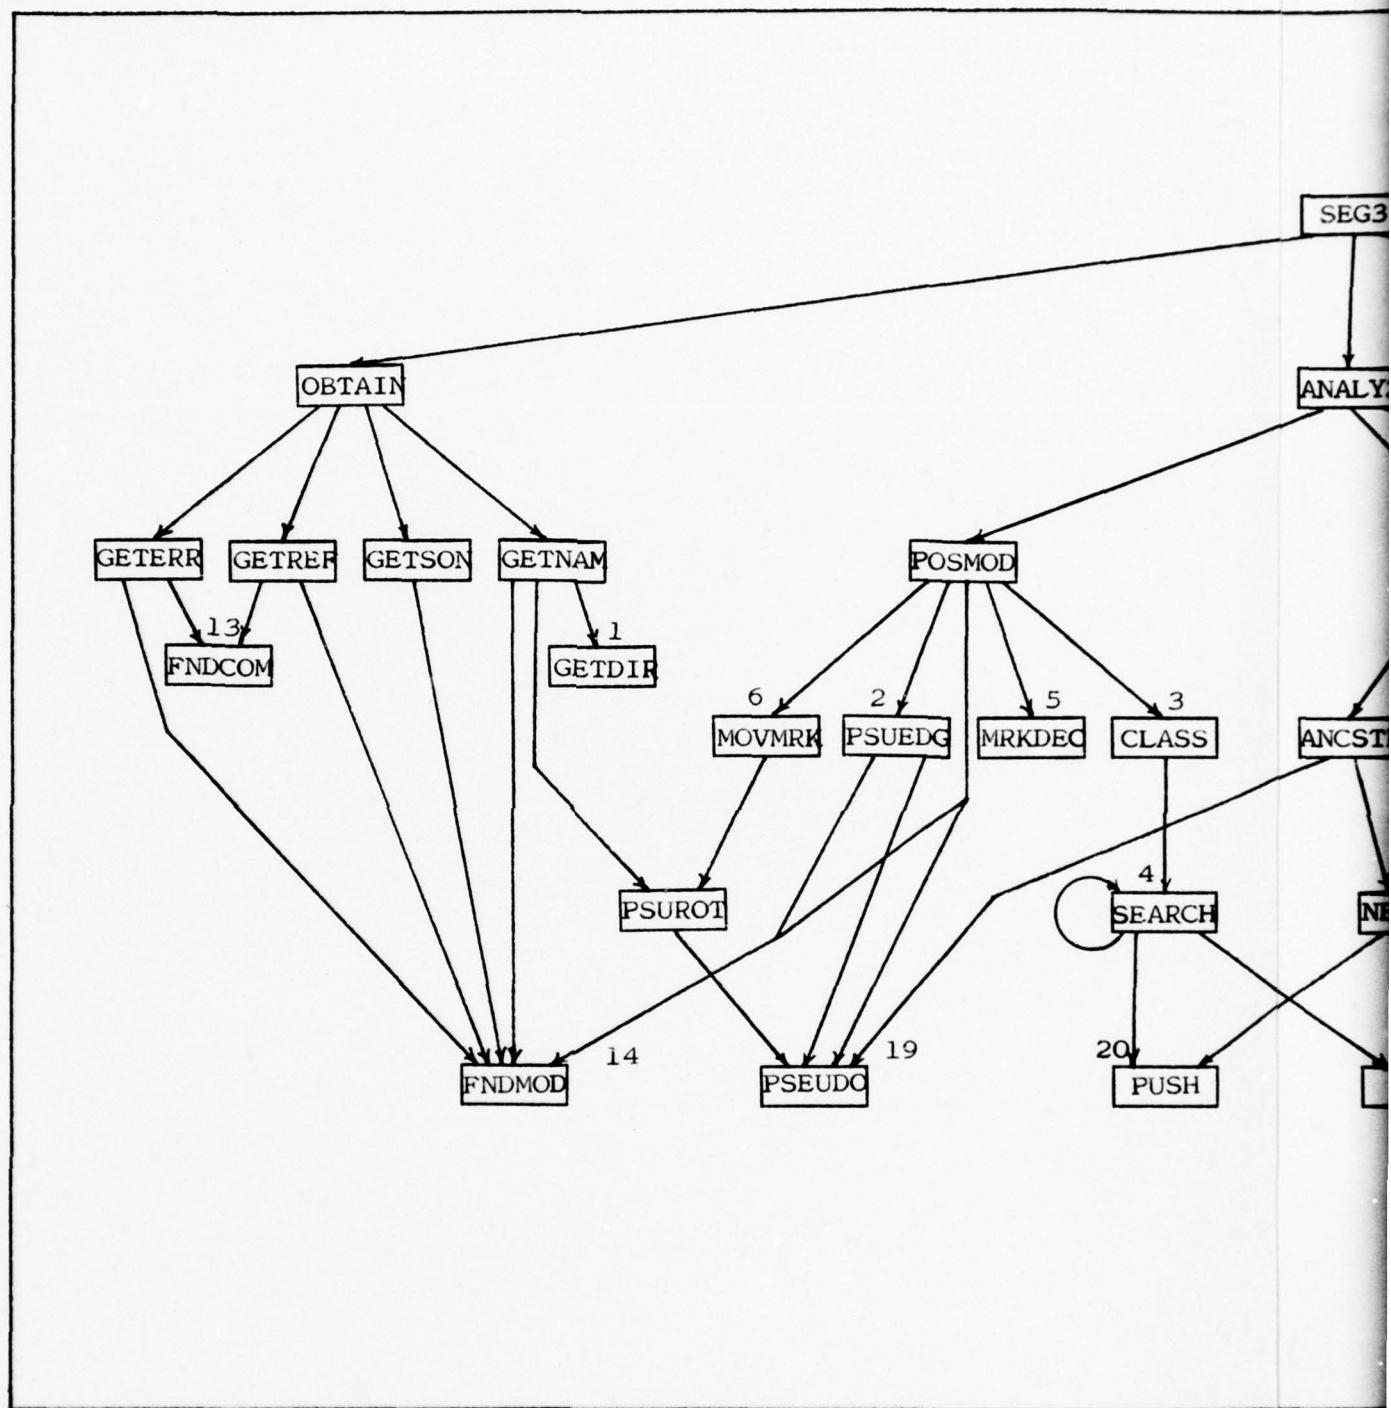 SEG3
OBTAIN
GETERR GETREF GETSON GETNAM POSMOD
13 1
FNDCOM GETDIR
6 2 5 3
MOVMRK PSUEDG MRKDEC CLASS
4
PSUROT SEARCH
14 19 20
FNDMOD PSEUDO PUSH